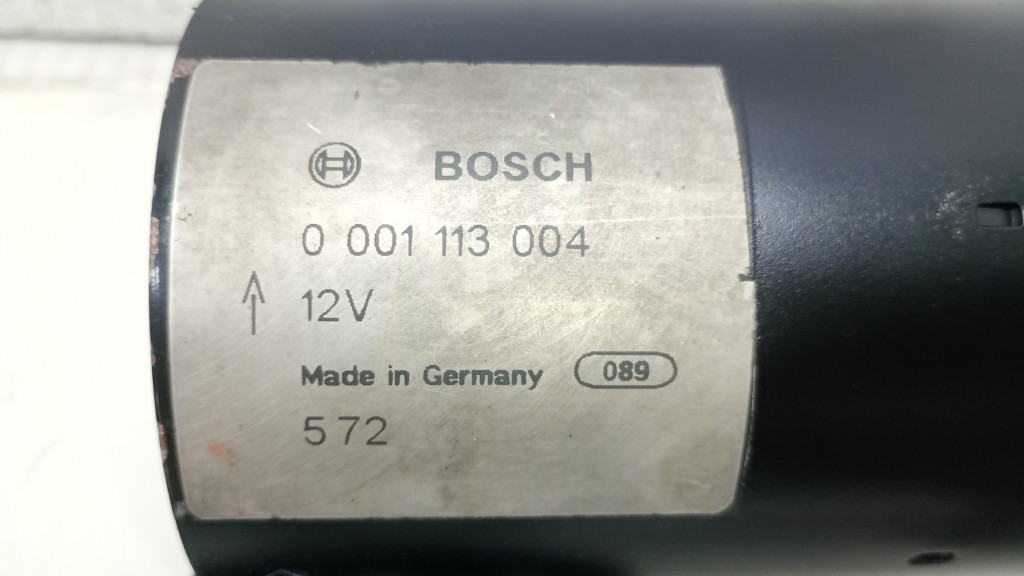 BOSCH
0 001 113 004
12V
Made in Germany 089
572